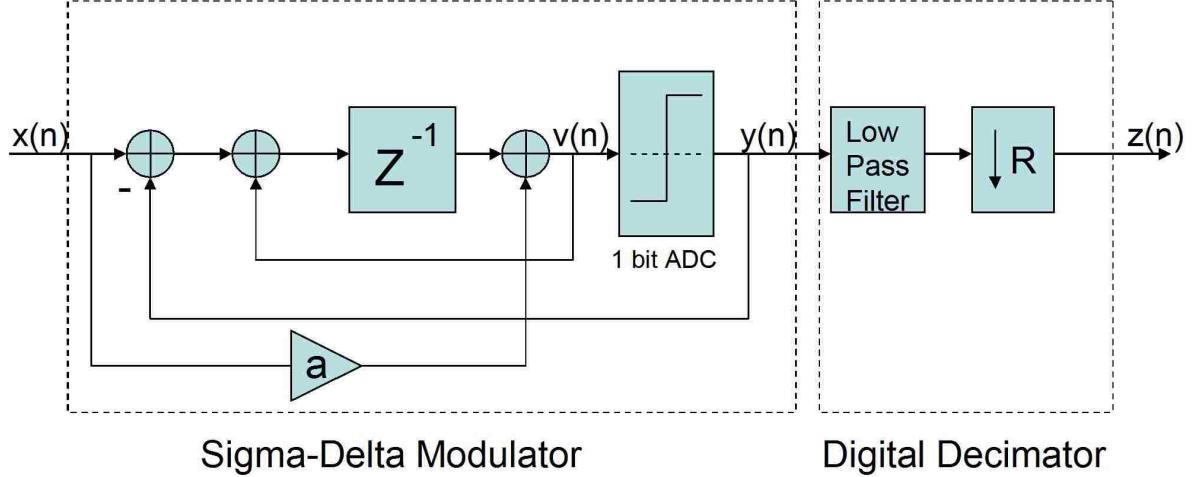 x(n)
-
Z-1
v(n)
1 bit ADC
y(n)
Low
Pass
Filter
↓ R
z(n)
a
Sigma-Delta Modulator
Digital Decimator